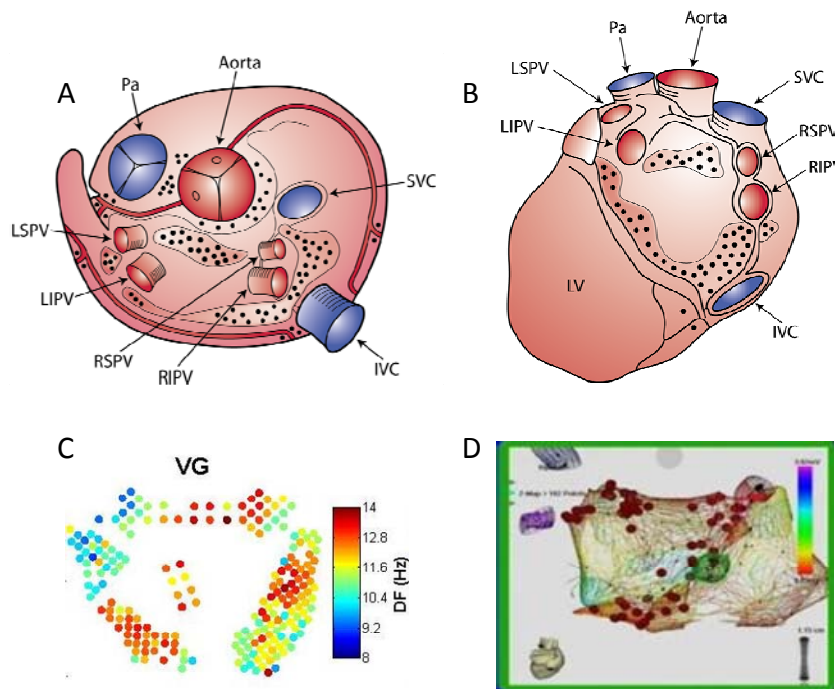 A
Pa
Aorta
SVC
LSPV
LIPV
RSPV
RIPV
IVC
B
Pa
Aorta
LSPV
SVC
LIPV
RSPV
RIPV
LV
IVC
C
VG
14
12.8
11.6
10.4
9.2
8
DF (Hz)
D